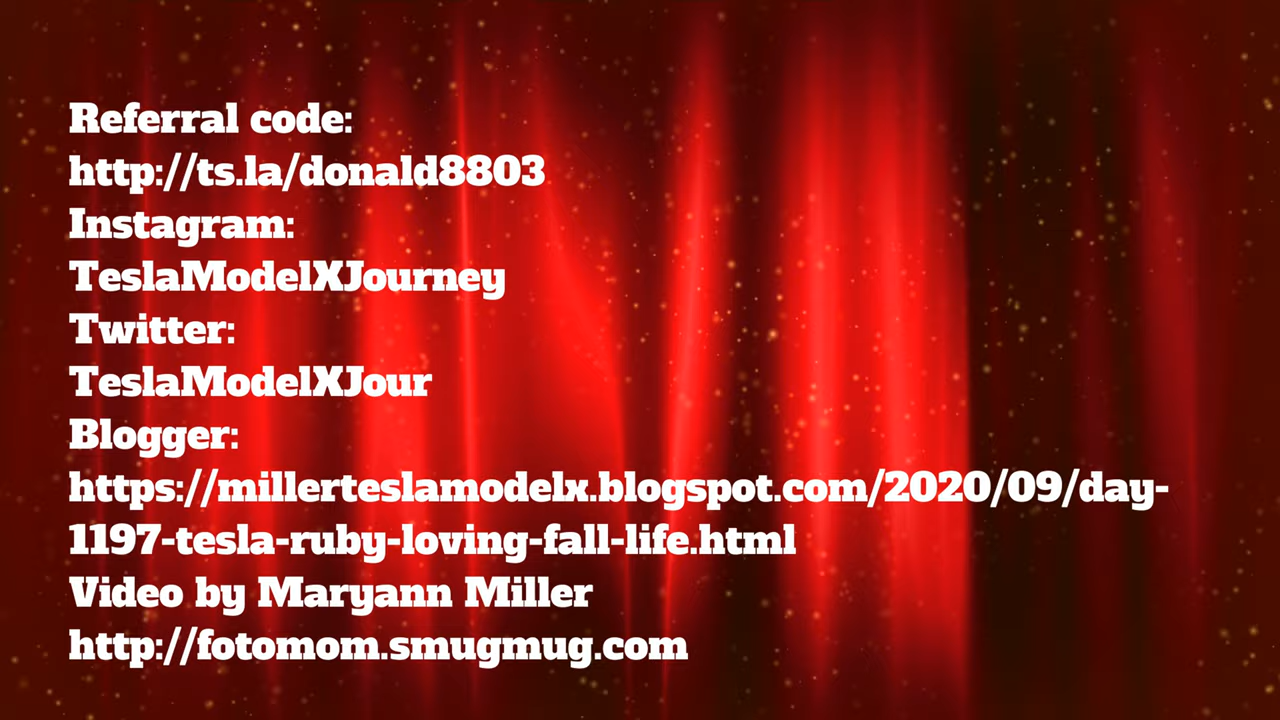 Referral code:
http://ts.la/donald8803
Instagram:
TeslaModelXJourney
Twitter:
TeslaModelXJour
Blogger:
https://millerteslamodelx.blogspot.com/2020/09/day-
1197-tesla-ruby-loving-fall-life.html
Video by Maryann Miller
http://fotomom.smugmug.com